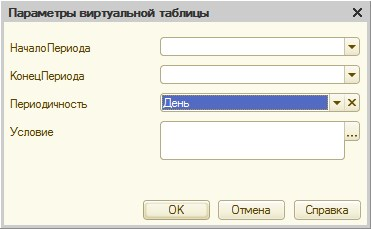 Параметры виртуальной таблицы
НачалоПериода
КонецПериода
Периодичность День
Условие
...
OK Отмена Справка